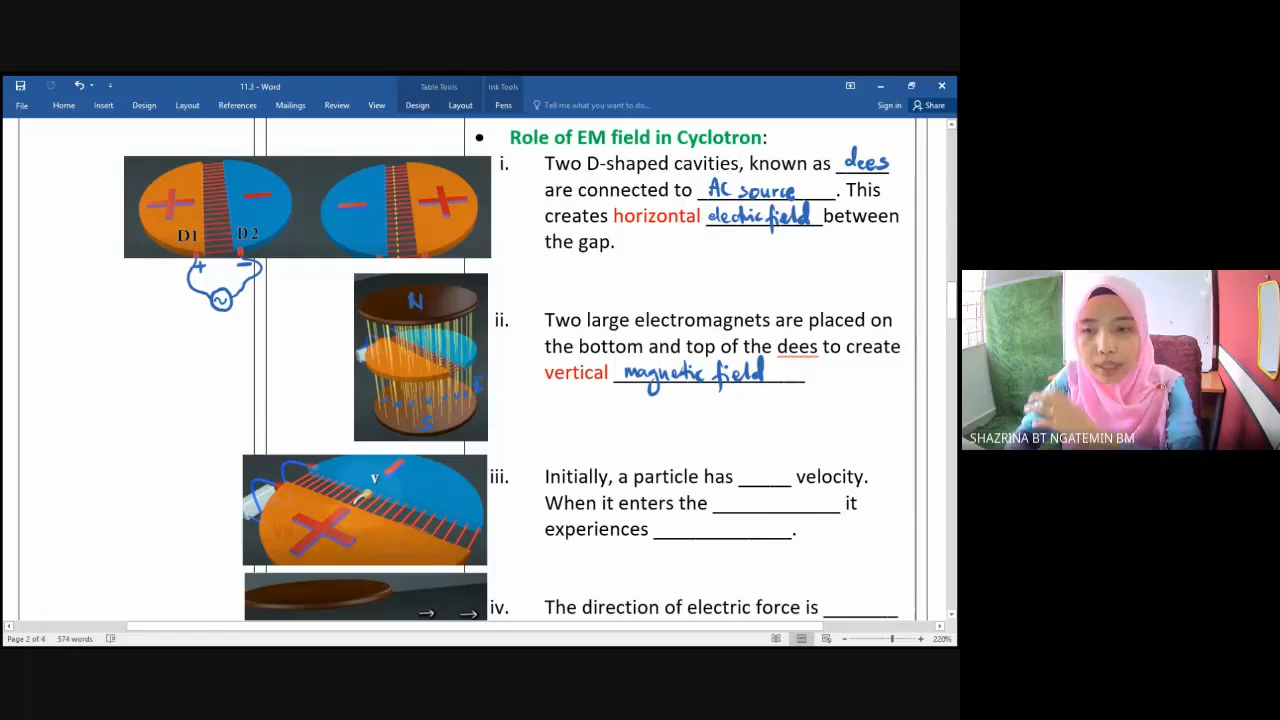 11.3 - Word
Table Tools
Ink Tools
File Home Insert Design Layout References Mailings Review View Design Layout Pens Tell me what you want to do... Sign in Share
• Role of EM field in Cyclotron:
i. Two D-shaped cavities, known as dees
are connected to AC source. This
creates horizontal electric field between
the gap.
+ - - +
D1 D2
+ -
~
ii. Two large electromagnets are placed on
the bottom and top of the dees to create
vertical magnetic field
N
S
iii. Initially, a particle has _____ velocity.
When it enters the ____________ it
experiences _____________.
v
- +
iv. The direction of electric force is _______
→ →
SHAZRINA BT NGATEMIN BM
Page 2 of 4 574 words 220%